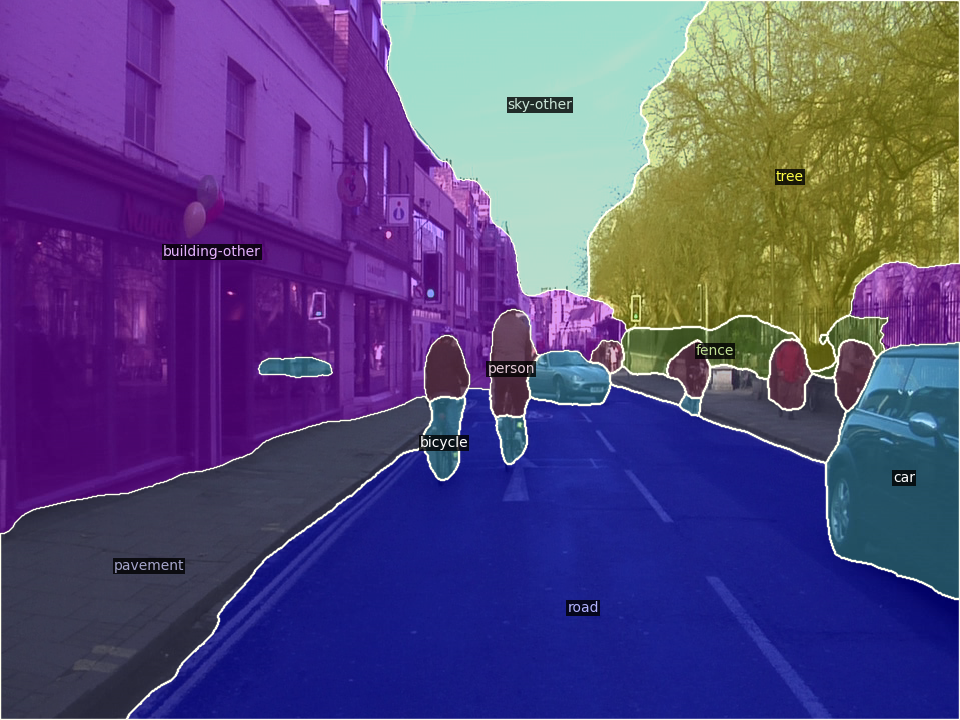 sky-other
tree
building-other
fence
person
bicycle
car
pavement
road